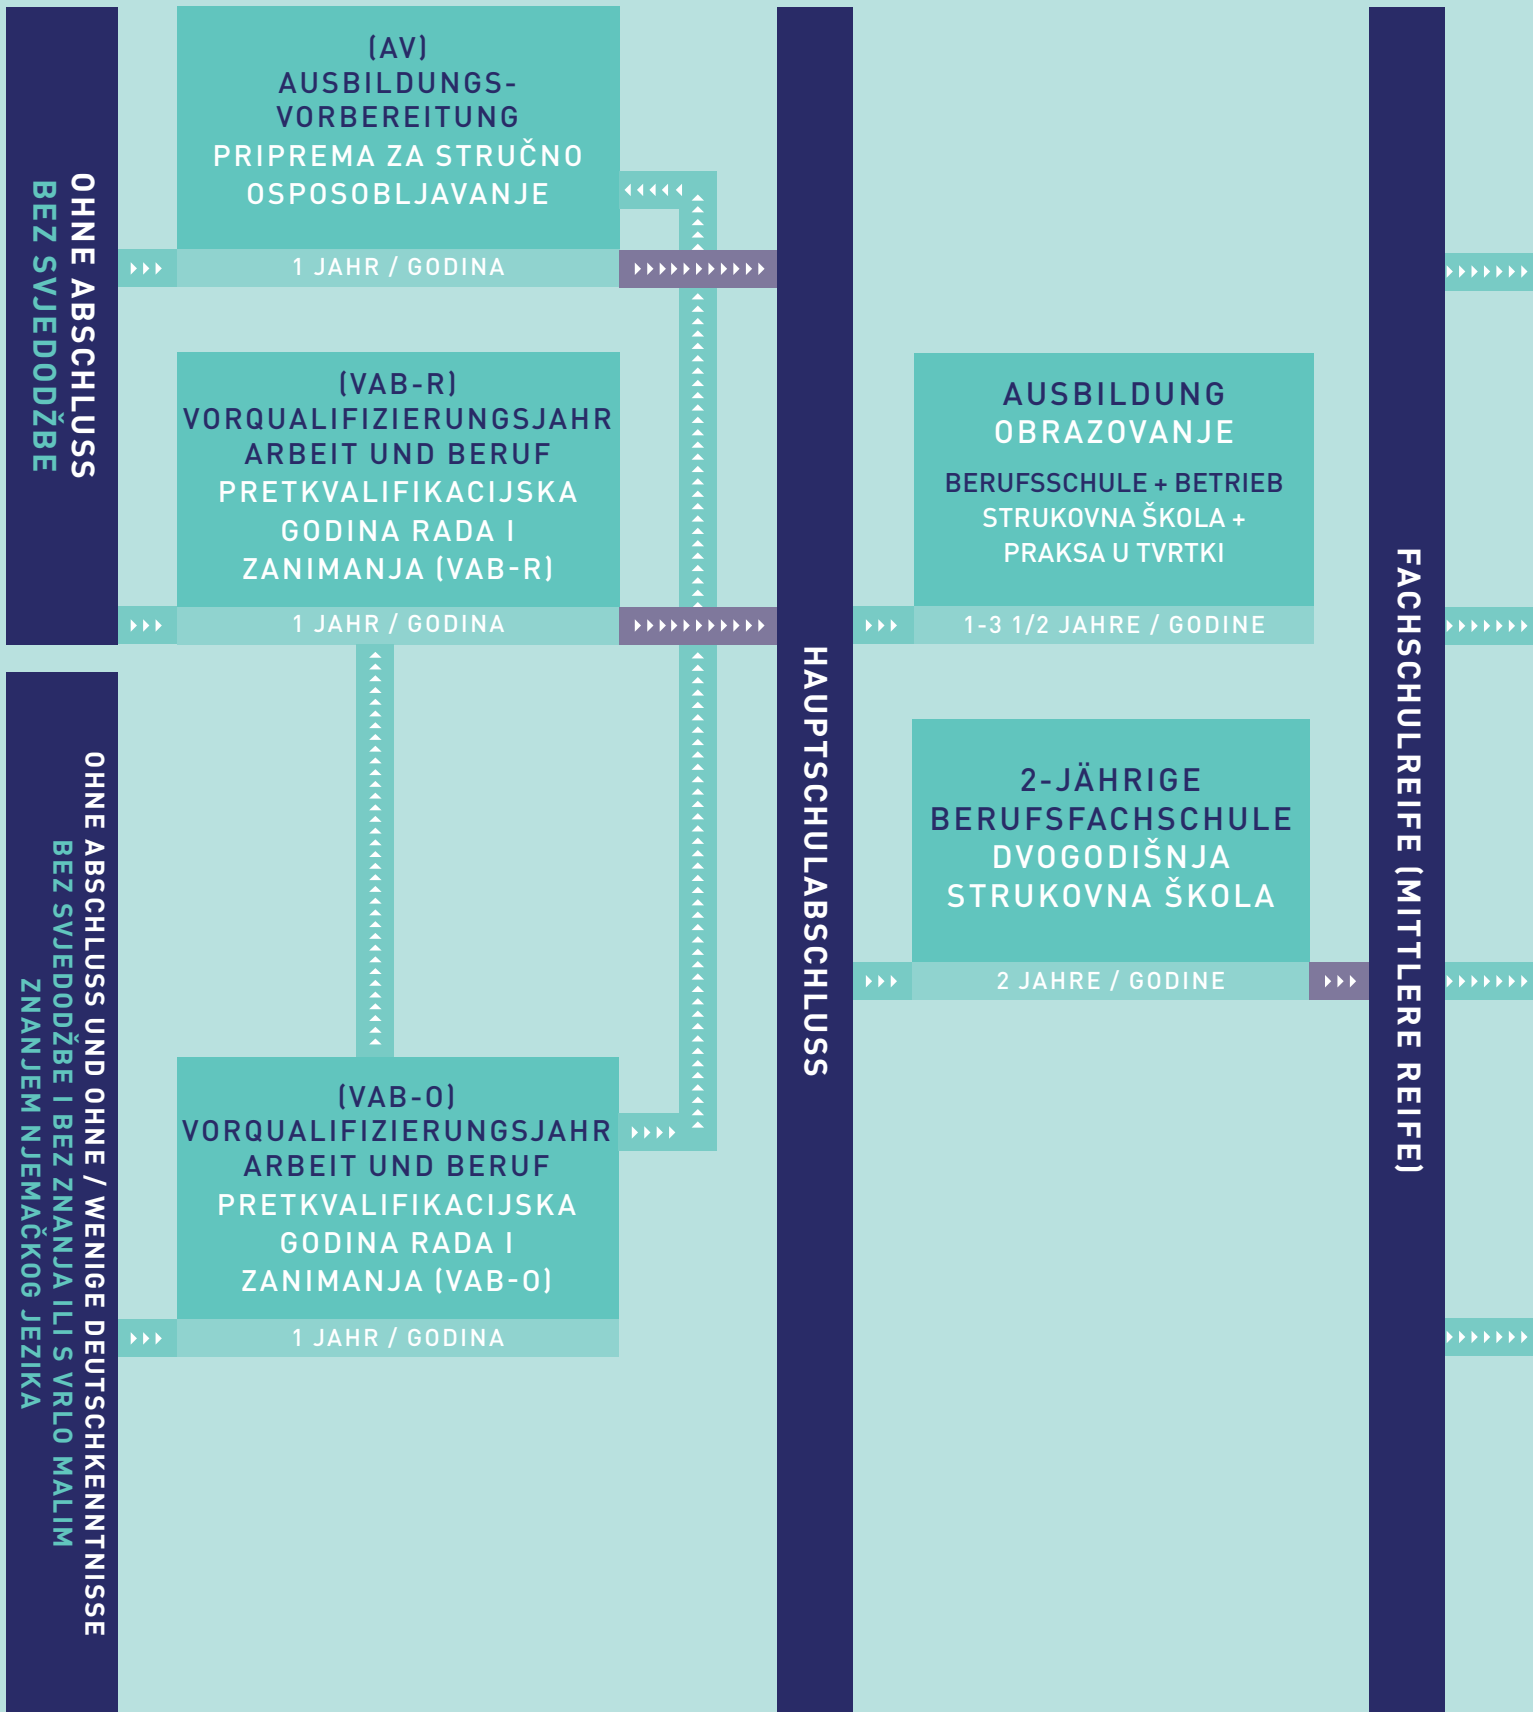 OHNE ABSCHLUSS
BEZ SVJEDODŽBE
(AV)
AUSBILDUNGS-
VORBEREITUNG
PRIPREMA ZA STRUČNO
OSPOSOBLJAVANJE
1 JAHR / GODINA
(VAB-R)
VORQUALIFIZIERUNGSJAHR
ARBEIT UND BERUF
PRETKVALIFIKACIJSKA
GODINA RADA I
ZANIMANJA (VAB-R)
1 JAHR / GODINA
OHNE ABSCHLUSS UND OHNE / WENIGE DEUTSCHKENNTNISSE
BEZ SVJEDODŽBE I BEZ ZNANJA ILI S VRLO MALIM
ZNANJEM NJEMAČKOG JEZIKA
(VAB-O)
VORQUALIFIZIERUNGSJAHR
ARBEIT UND BERUF
PRETKVALIFIKACIJSKA
GODINA RADA I
ZANIMANJA (VAB-O)
1 JAHR / GODINA
HAUPTSCHULABSCHLUSS
AUSBILDUNG
OBRAZOVANJE
BERUFSSCHULE + BETRIEB
STRUKOVNA ŠKOLA +
PRAKSA U TVRTKI
1-3 1/2 JAHRE / GODINE
2-JÄHRIGE
BERUFSFACHSCHULE
DVOGODIŠNJA
STRUKOVNA ŠKOLA
2 JAHRE / GODINE
FACHSCHULREIFE (MITTLERE REIFE)